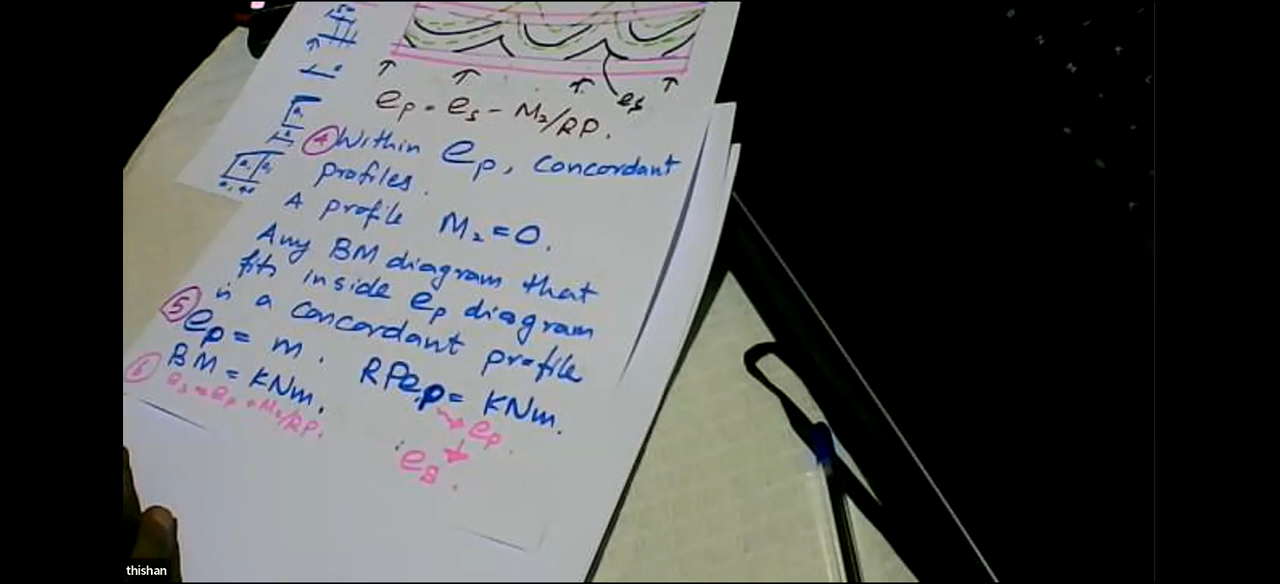 es
ep = es - M2/RP.
4 Within ep, concordant
profiles.
A profile M2 = 0.
Any BM diagram that
fits inside ep diagram
is a concordant profile
5 ep = m. RPep = KNm.
BM = KNm.
6 es = ep + M2/RP.
ep.
es.
thishan